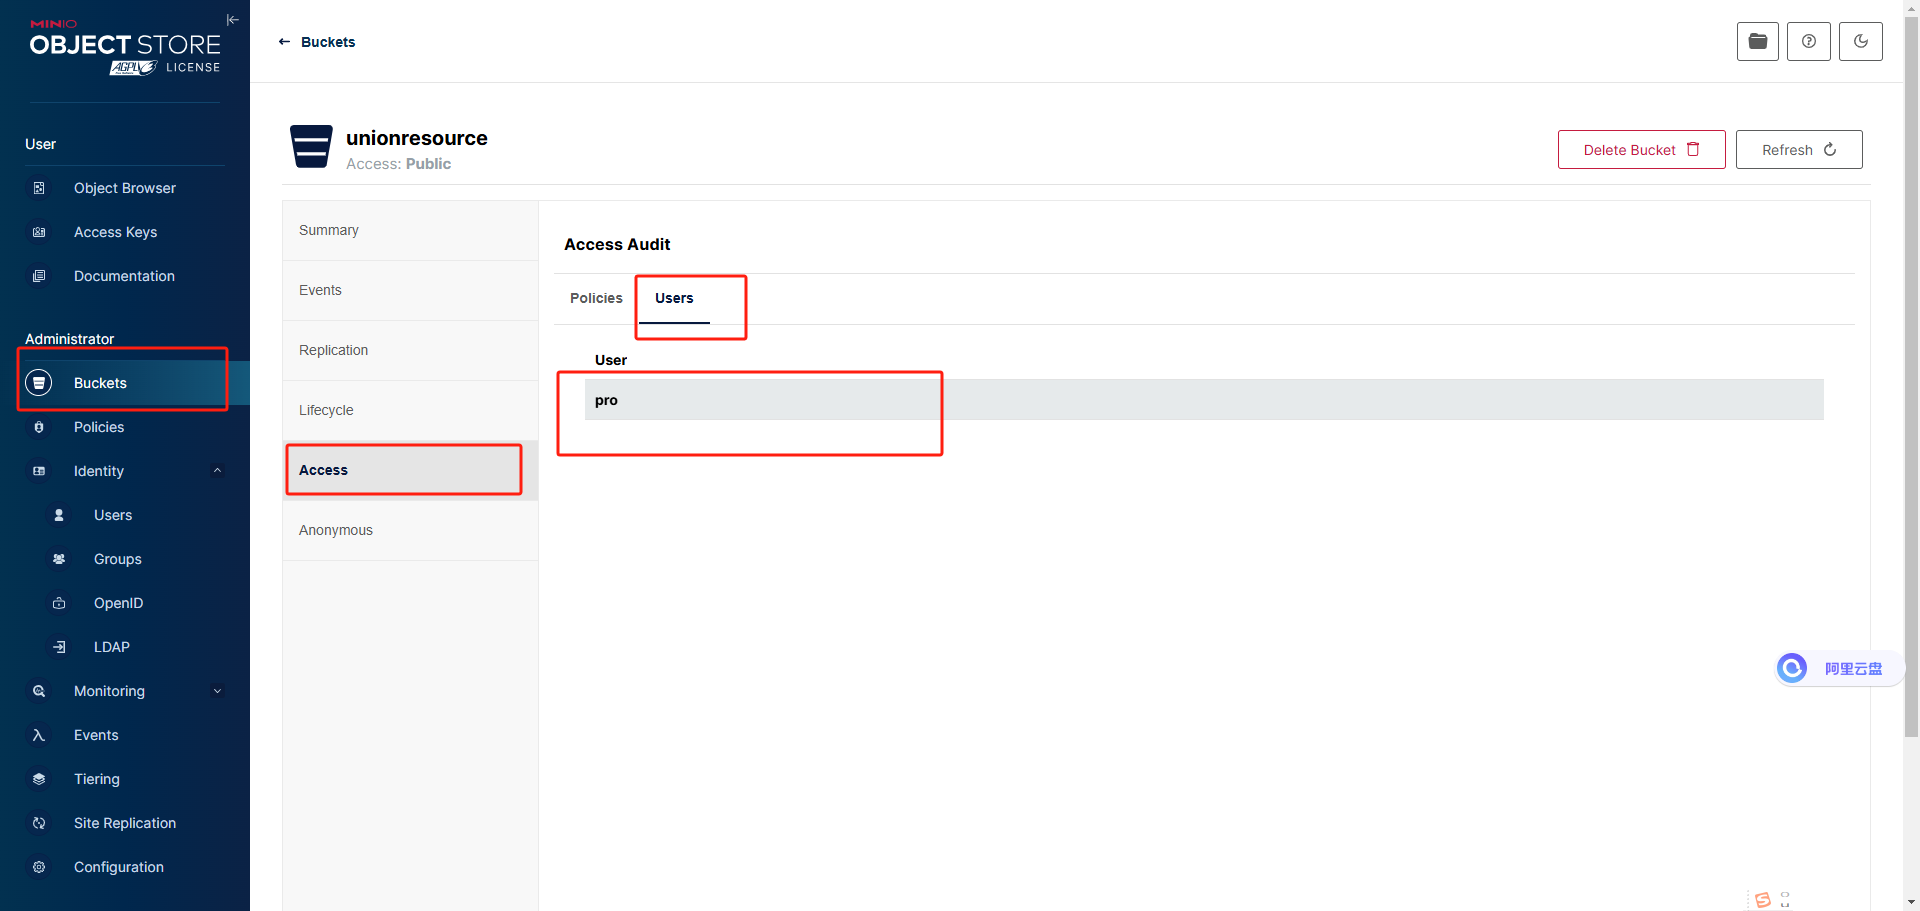 MINIO
OBJECT STORE
AGPLv3 LICENSE
User
Object Browser
Access Keys
Documentation
Administrator
Buckets
Policies
Identity
Users
Groups
OpenID
LDAP
Monitoring
Events
Tiering
Site Replication
Configuration
Buckets
unionresource
Access: Public
Delete Bucket
Refresh
Summary
Events
Replication
Lifecycle
Access
Anonymous
Access Audit
Policies Users
User
pro
阿里云盘